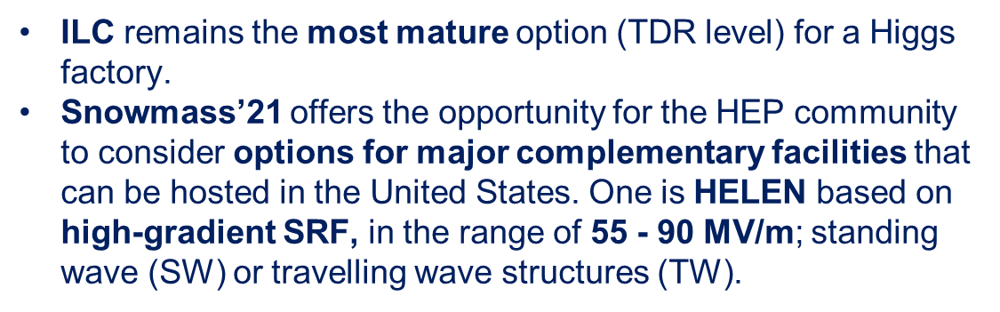 • ILC remains the most mature option (TDR level) for a Higgs
factory.
• Snowmass’21 offers the opportunity for the HEP community
to consider options for major complementary facilities that
can be hosted in the United States. One is HELEN based on
high-gradient SRF, in the range of 55 - 90 MV/m; standing
wave (SW) or travelling wave structures (TW).